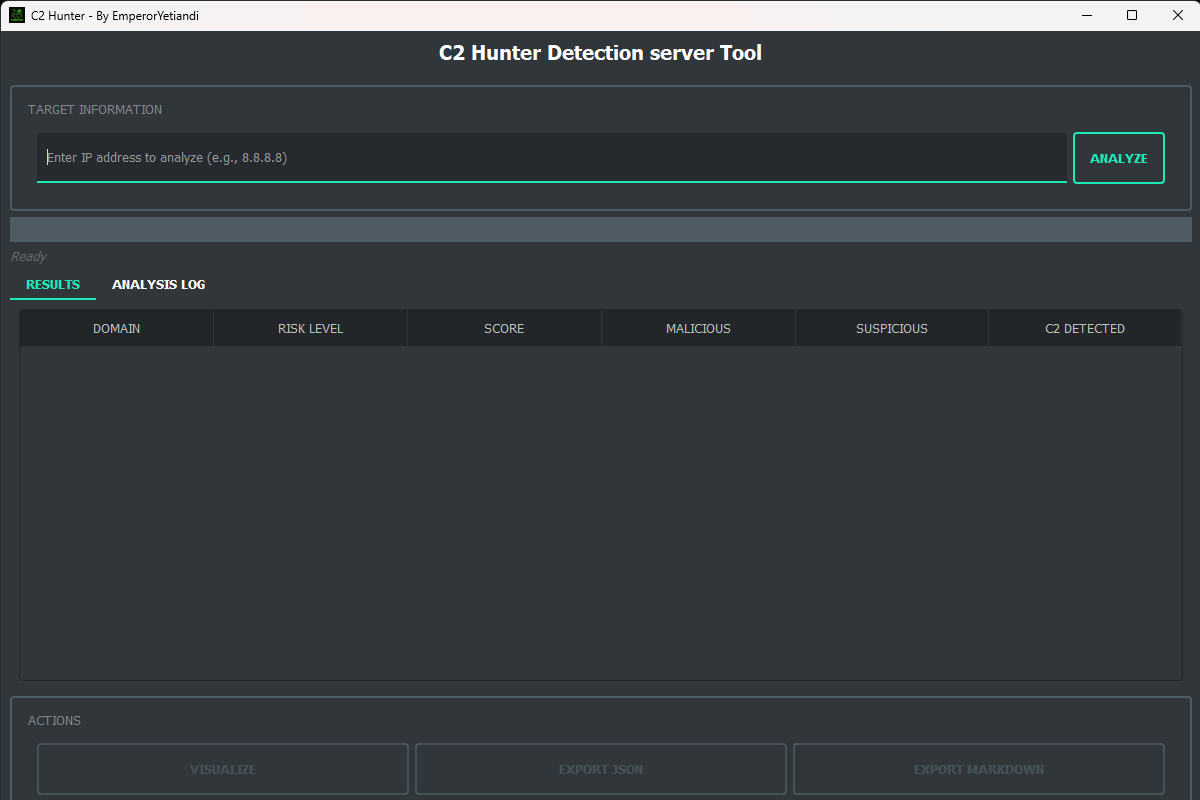 C2 Hunter - By EmperorYetiandi
C2 Hunter Detection server Tool
TARGET INFORMATION
Enter IP address to analyze (e.g., 8.8.8.8)
ANALYZE
Ready
RESULTS ANALYSIS LOG
DOMAIN RISK LEVEL SCORE MALICIOUS SUSPICIOUS C2 DETECTED
ACTIONS
VISUALIZE EXPORT JSON EXPORT MARKDOWN